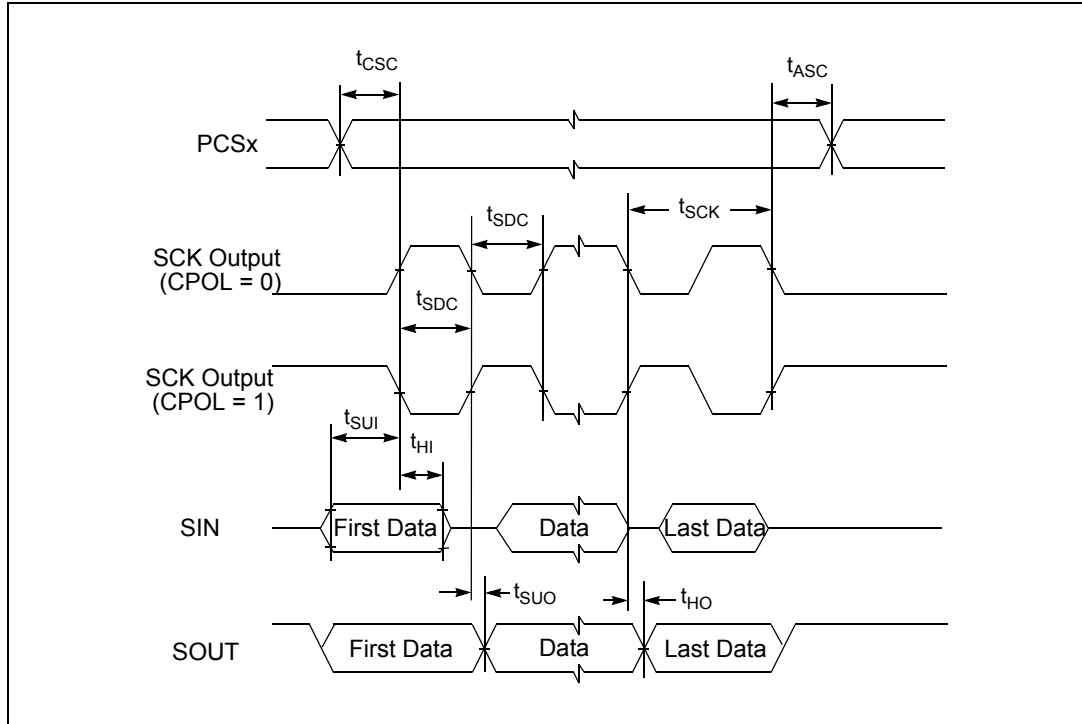 tCSC
tASC
PCSx
tSCK
tSDC
SCK Output
(CPOL = 0)
tSDC
SCK Output
(CPOL = 1)
tSUI
tHI
SIN
First Data
Data
Last Data
tSUO
tHO
SOUT
First Data
Data
Last Data